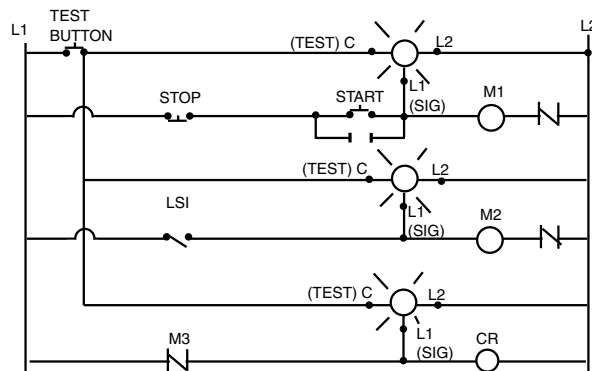 L1
TEST
BUTTON
(TEST) C
L2
L2
L1
(SIG)
STOP
START
M1
(TEST) C
L2
LSI
L1
(SIG)
M2
(TEST) C
L2
M3
L1
(SIG)
CR